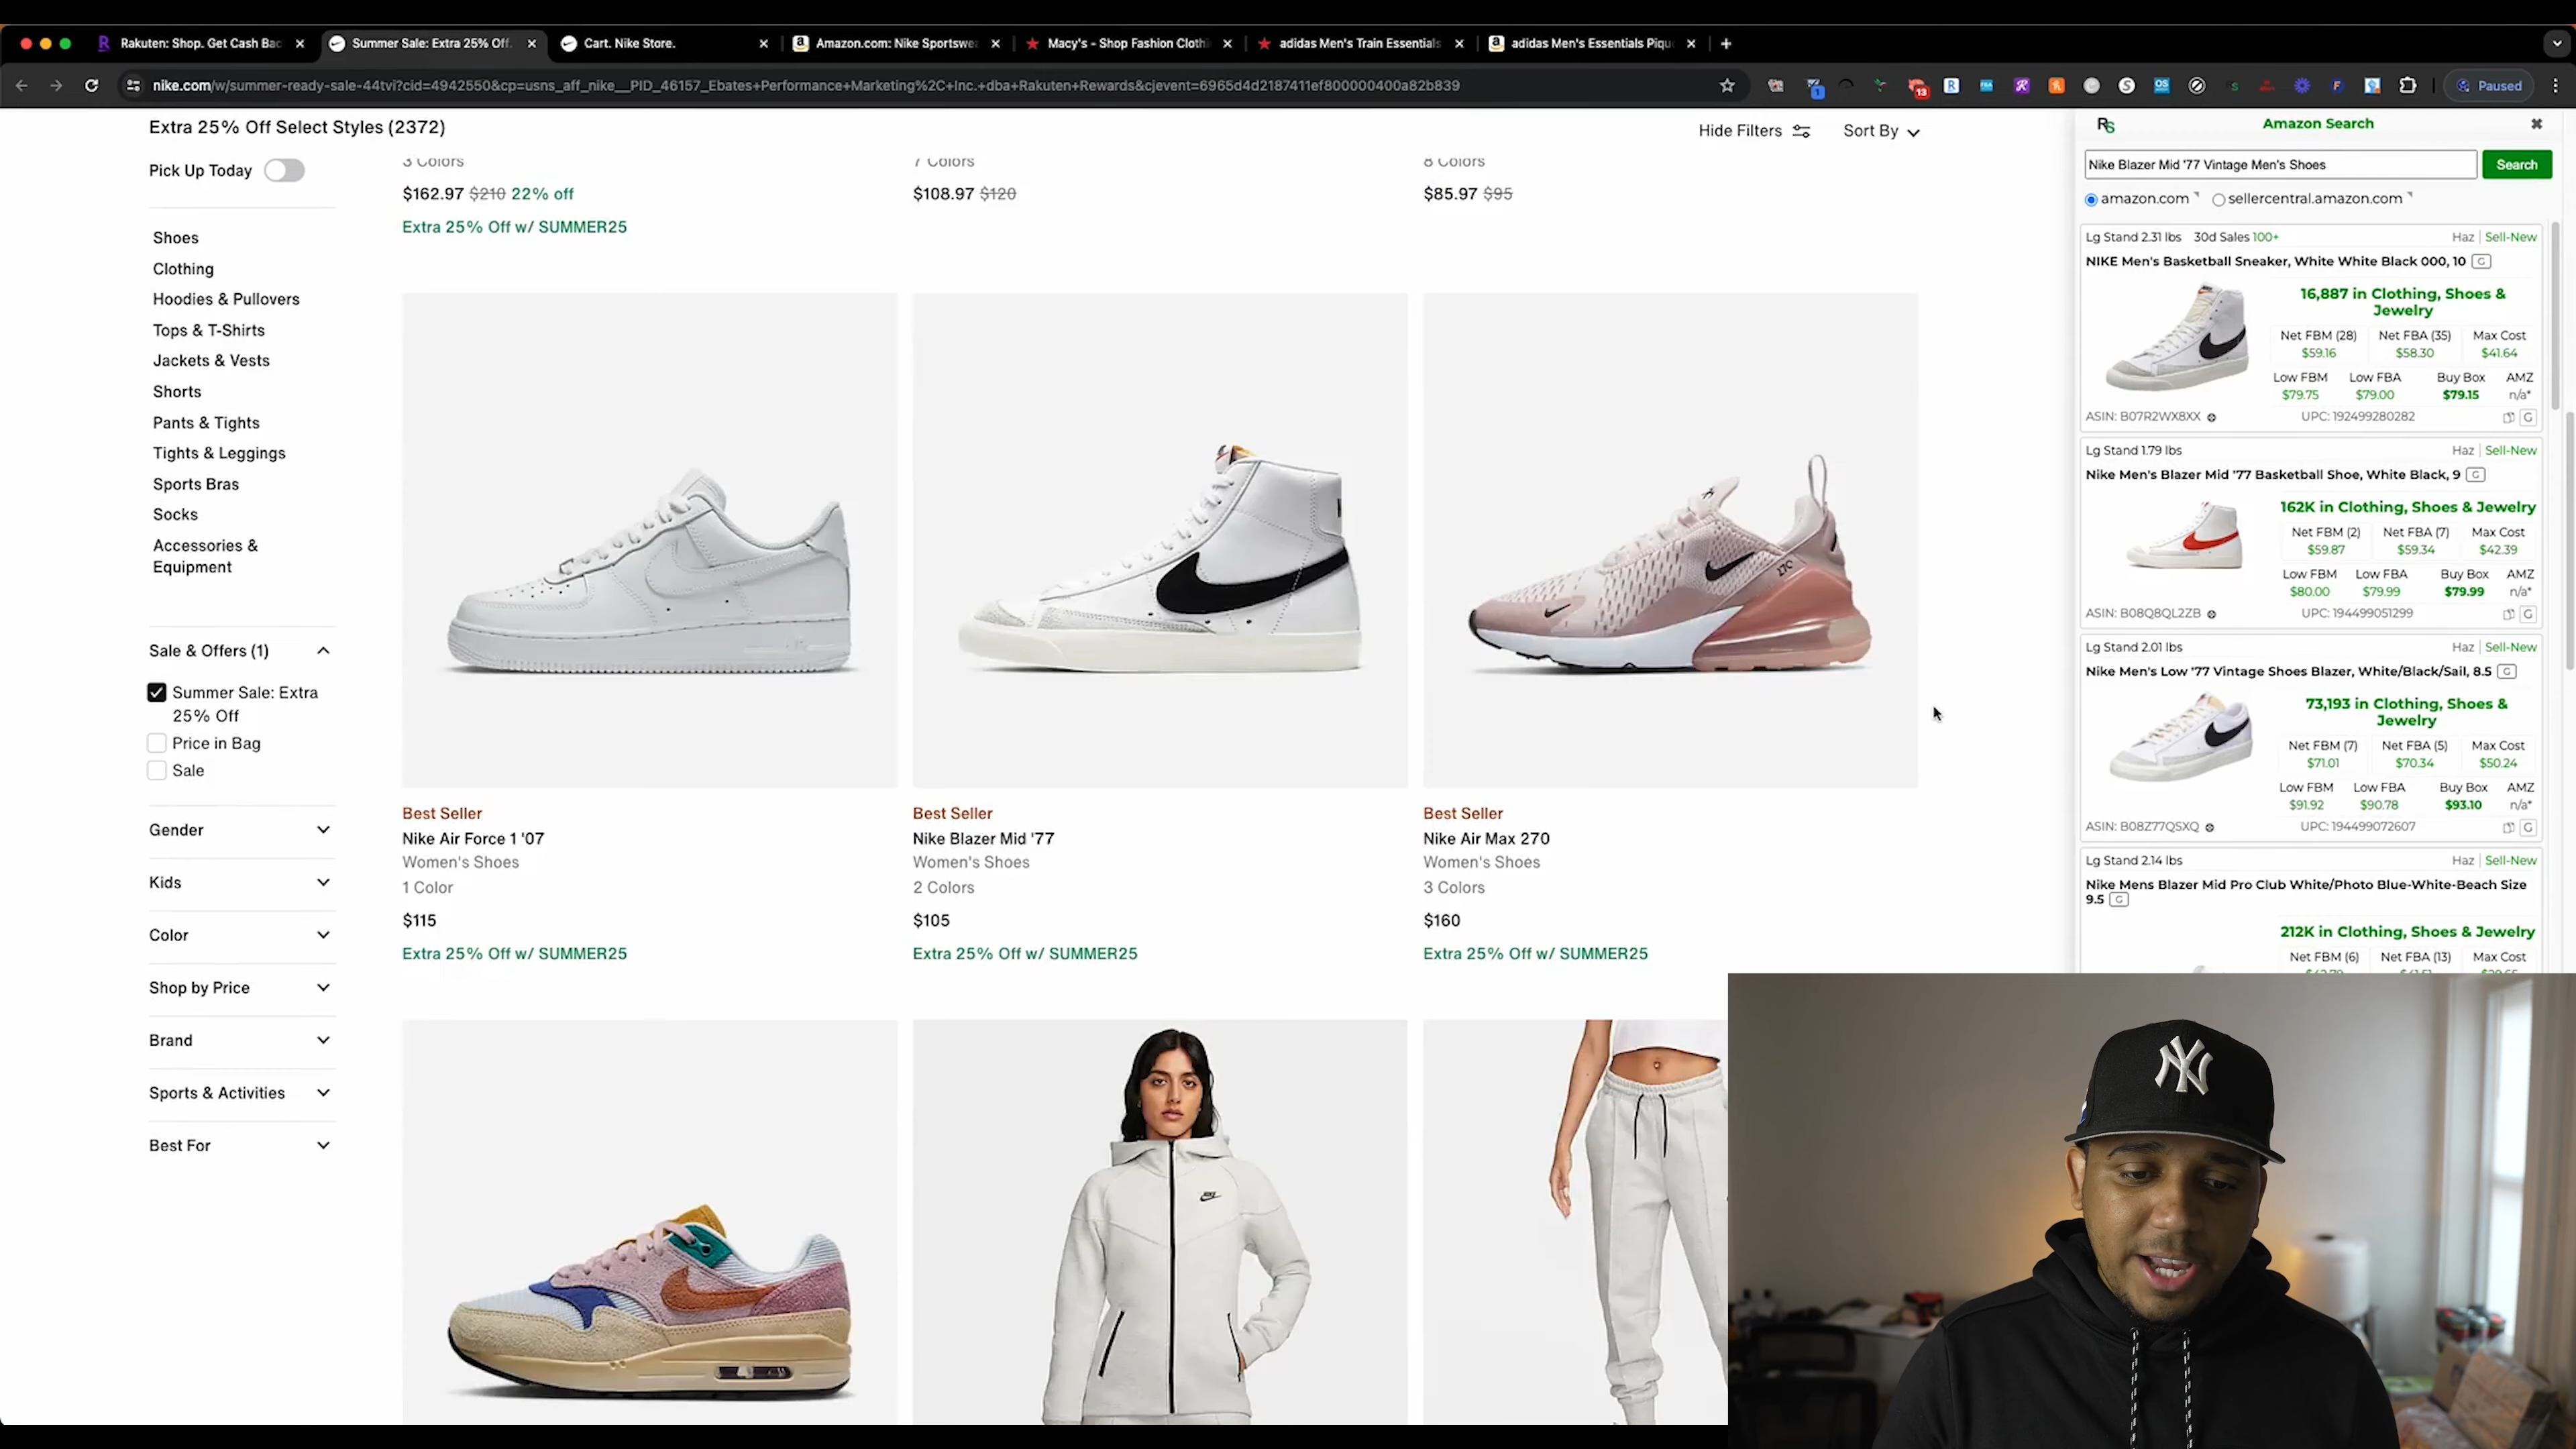 Rakuten: Shop. Get Cash Bac
Summer Sale: Extra 25% Off.
Cart. Nike Store.
Amazon.com: Nike Sportswea
Macy's - Shop Fashion Clothi
adidas Men's Train Essentials
adidas Men's Essentials Piqu
nike.com/w/summer-ready-sale-44tvi?cid=4942550&cp=usns_aff_nike__PID_46157_Ebates+Performance+Marketing%2C+Inc.+dba+Rakuten+Rewards&cjevent=6965d4d2187411ef800000400a82b839
1
13
Paused
Extra 25% Off Select Styles (2372)
Hide Filters
Sort By
Pick Up Today
Shoes
Clothing
Hoodies & Pullovers
Tops & T-Shirts
Jackets & Vests
Shorts
Pants & Tights
Tights & Leggings
Sports Bras
Socks
Accessories &
Equipment
Sale & Offers (1)
Summer Sale: Extra
25% Off
Price in Bag
Sale
Gender
Kids
Color
Shop by Price
Brand
Sports & Activities
Best For
3 Colors
$162.97 $210 22% off
Extra 25% Off w/ SUMMER25
7 Colors
$108.97 $120
8 Colors
$85.97 $95
Best Seller
Nike Air Force 1 '07
Women's Shoes
1 Color
$115
Extra 25% Off w/ SUMMER25
Best Seller
Nike Blazer Mid '77
Women's Shoes
2 Colors
$105
Extra 25% Off w/ SUMMER25
Best Seller
Nike Air Max 270
Women's Shoes
3 Colors
$160
Extra 25% Off w/ SUMMER25
RS
Amazon Search
Nike Blazer Mid '77 Vintage Men's Shoes
Search
amazon.com
sellercentral.amazon.com
Lg Stand 2.31 lbs 30d Sales 100+ Haz | Sell-New
NIKE Men's Basketball Sneaker, White White Black 000, 10 G
16,887 in Clothing, Shoes &
Jewelry
Net FBM (28) Net FBA (35) Max Cost
$59.16 $58.30 $41.64
Low FBM Low FBA Buy Box AMZ
$79.75 $79.00 $79.15 n/a*
ASIN: B07R2WX8XX UPC: 192499280282 G
Lg Stand 1.79 lbs Haz | Sell-New
Nike Men's Blazer Mid '77 Basketball Shoe, White Black, 9 G
162K in Clothing, Shoes & Jewelry
Net FBM (2) Net FBA (7) Max Cost
$59.87 $59.34 $42.39
Low FBM Low FBA Buy Box AMZ
$80.00 $79.99 $79.99 n/a*
ASIN: B08Q8QL2ZB UPC: 194499051299 G
Lg Stand 2.01 lbs Haz | Sell-New
Nike Men's Low '77 Vintage Shoes Blazer, White/Black/Sail, 8.5 G
73,193 in Clothing, Shoes &
Jewelry
Net FBM (7) Net FBA (5) Max Cost
$71.01 $70.34 $50.24
Low FBM Low FBA Buy Box AMZ
$91.92 $90.78 $93.10 n/a*
ASIN: B08Z77QSXQ UPC: 194499072607 G
Lg Stand 2.14 lbs Haz | Sell-New
Nike Mens Blazer Mid Pro Club White/Photo Blue-White-Beach Size
9.5 G
212K in Clothing, Shoes & Jewelry
Net FBM (6) Net FBA (13) Max Cost
NY